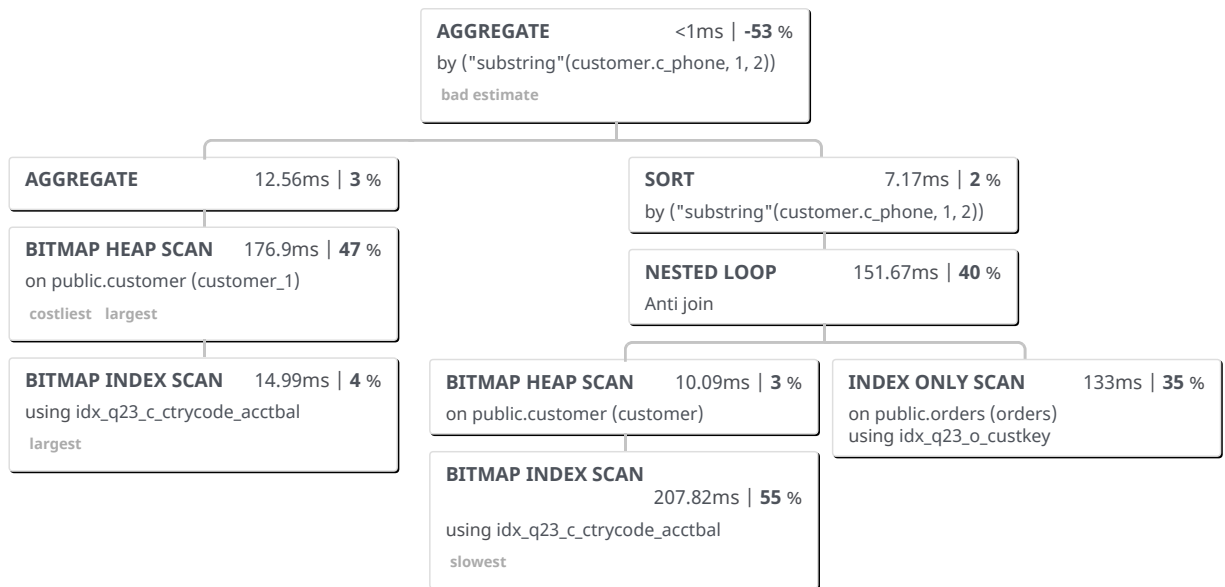 AGGREGATE <1ms | -53 %
by ("substring"(customer.c_phone, 1, 2))
bad estimate
AGGREGATE 12.56ms | 3 %
BITMAP HEAP SCAN 176.9ms | 47 %
on public.customer (customer_1)
costliest largest
BITMAP INDEX SCAN 14.99ms | 4 %
using idx_q23_c_ctrycode_acctbal
largest
SORT 7.17ms | 2 %
by ("substring"(customer.c_phone, 1, 2))
NESTED LOOP 151.67ms | 40 %
Anti join
BITMAP HEAP SCAN 10.09ms | 3 %
on public.customer (customer)
BITMAP INDEX SCAN
207.82ms | 55 %
using idx_q23_c_ctrycode_acctbal
slowest
INDEX ONLY SCAN 133ms | 35 %
on public.orders (orders)
using idx_q23_o_custkey